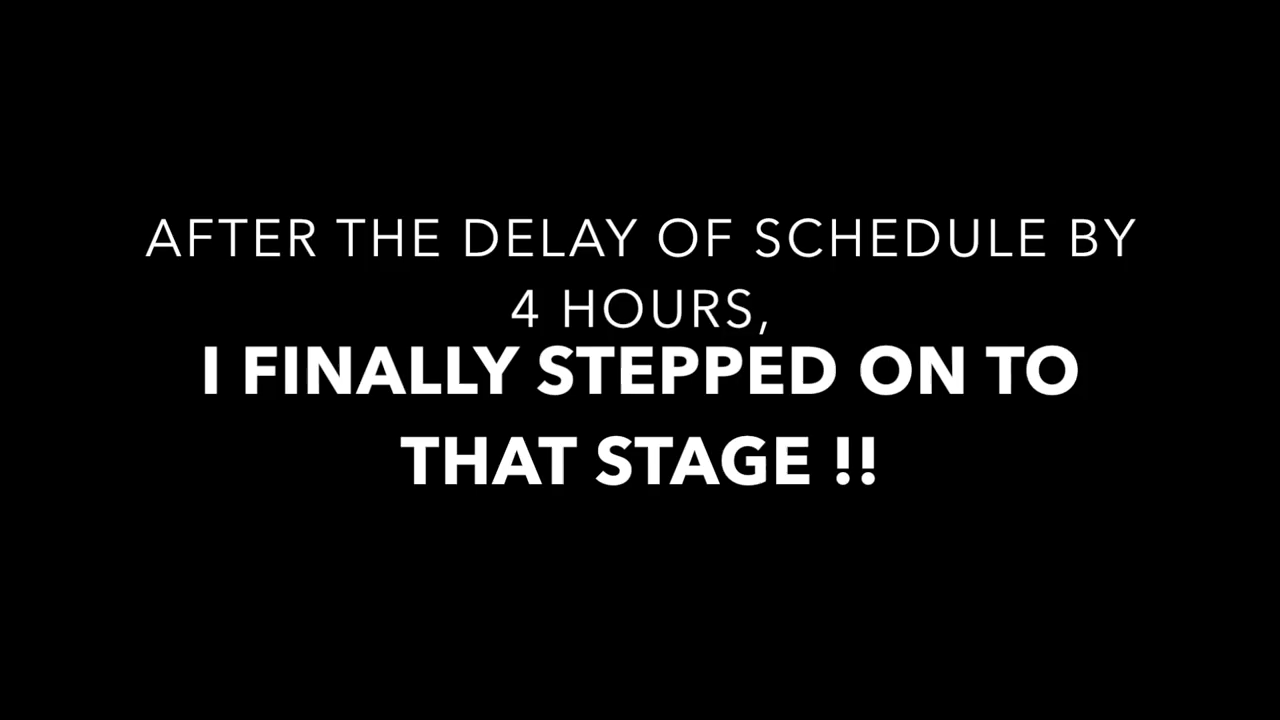 AFTER THE DELAY OF SCHEDULE BY
4 HOURS,
I FINALLY STEPPED ON TO
THAT STAGE !!